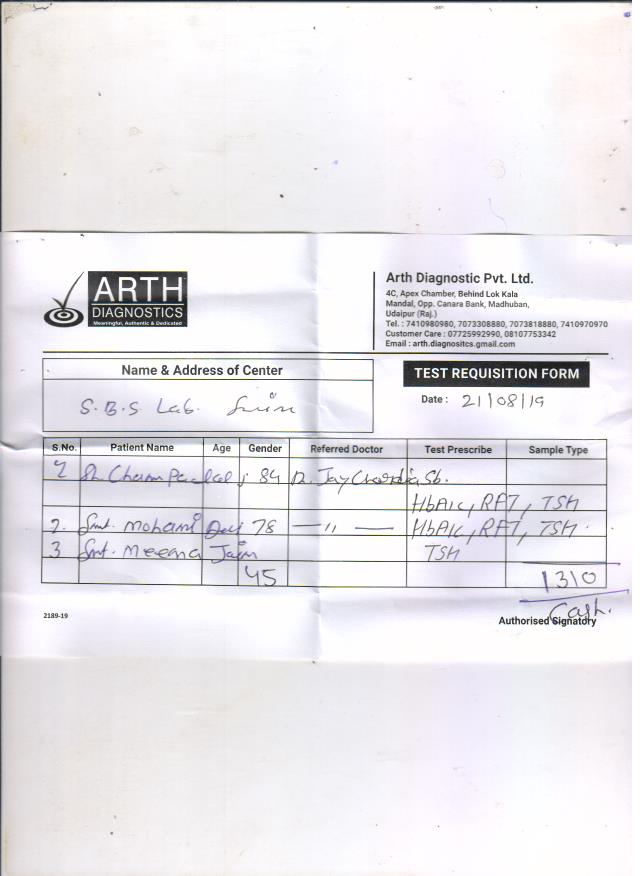 ARTH
DIAGNOSTICS
Meaningful, Authentic & Dedicated
Arth Diagnostic Pvt. Ltd.
4C, Apex Chamber, Behind Lok Kala
Mandal, Opp. Canara Bank, Madhuban,
Udaipur (Raj.)
Tel. : 7410980980, 7073308880, 7073818880, 7410970970
Customer Care : 07725992990, 08107753342
Email : arth.diagnositcs.gmail.com
Name & Address of Center
S.B.S Lab.
TEST REQUISITION FORM
Date : 21/08/19
S.No. Patient Name Age Gender Referred Doctor Test Prescribe Sample Type
Sh. 84 Dr. Jay Sb.
HbA1c, RFT, TSH
2. Smt. Mohani Devi 78 —〃— HbA1c, RFT, TSH.
3 Smt. Meena Jain TSH
45 1310
Cash.
2189-19
Authorised Signatory